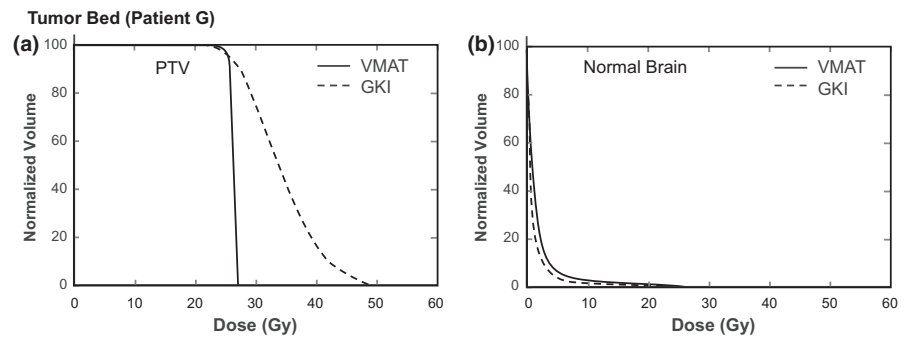 Tumor Bed (Patient G)
(a)
100
80
60
40
20
0
Normalized Volume
PTV
VMAT
GKI
0 10 20 30 40 50 60
Dose (Gy)
(b)
100
80
60
40
20
0
Normalized Volume
Normal Brain
VMAT
GKI
0 10 20 30 40 50 60
Dose (Gy)